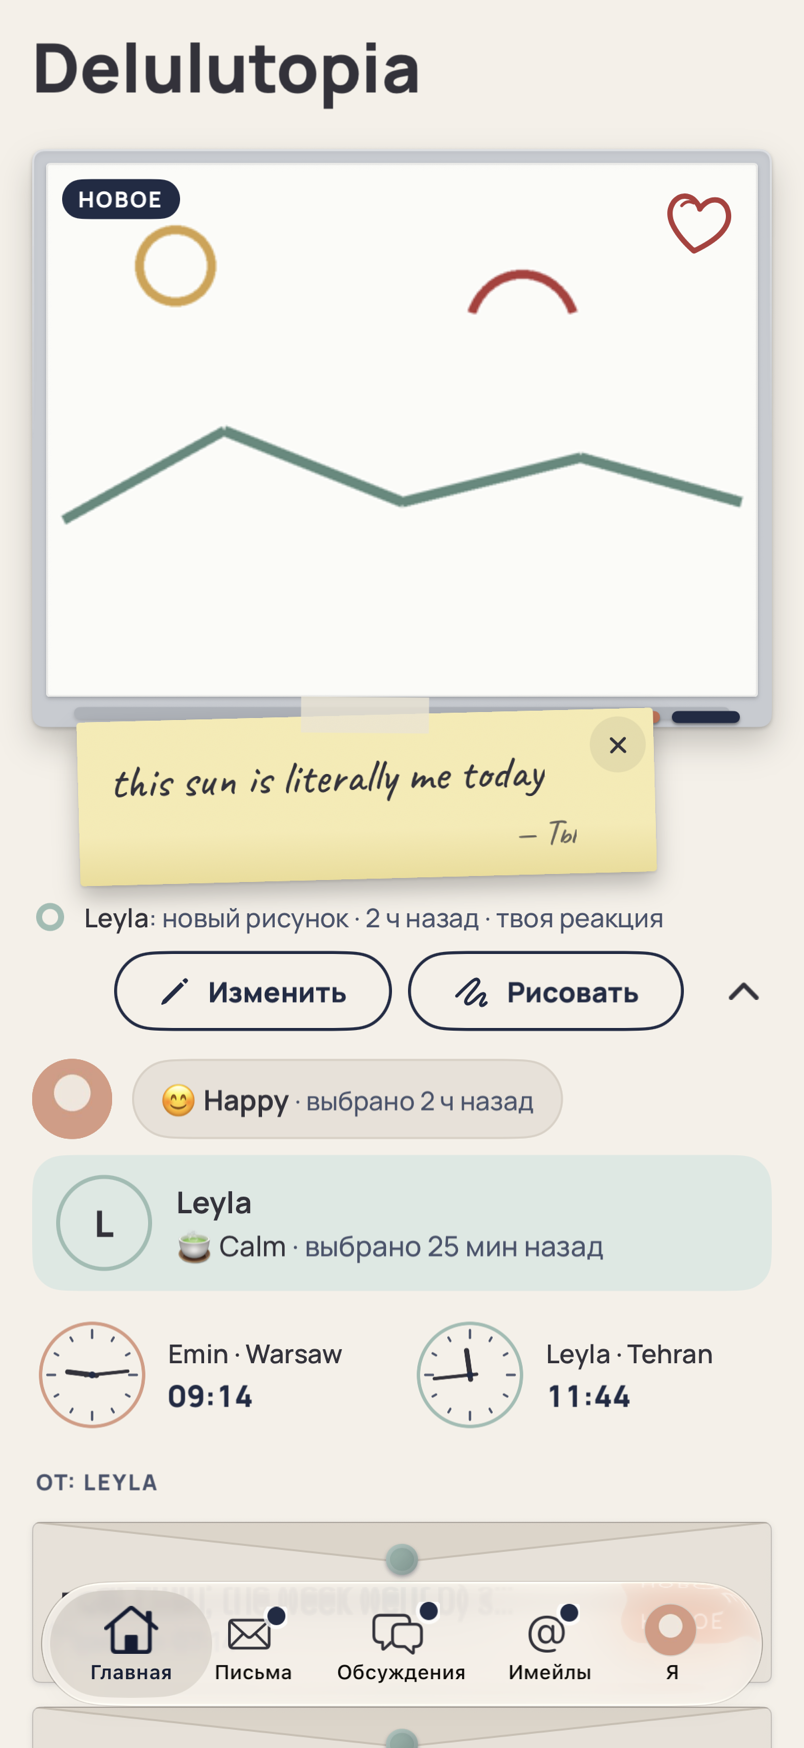 Delulutopia
НОВОЕ
this sun is literally me today
— Ты
Leyla: новый рисунок · 2 ч назад · твоя реакция
Изменить
Рисовать
😊 Happy · выбрано 2 ч назад
L
Leyla
🍵 Calm · выбрано 25 мин назад
Emin · Warsaw
09:14
Leyla · Tehran
11:44
ОТ: LEYLA
Главная
Письма
Обсуждения
@
Имейлы
Я